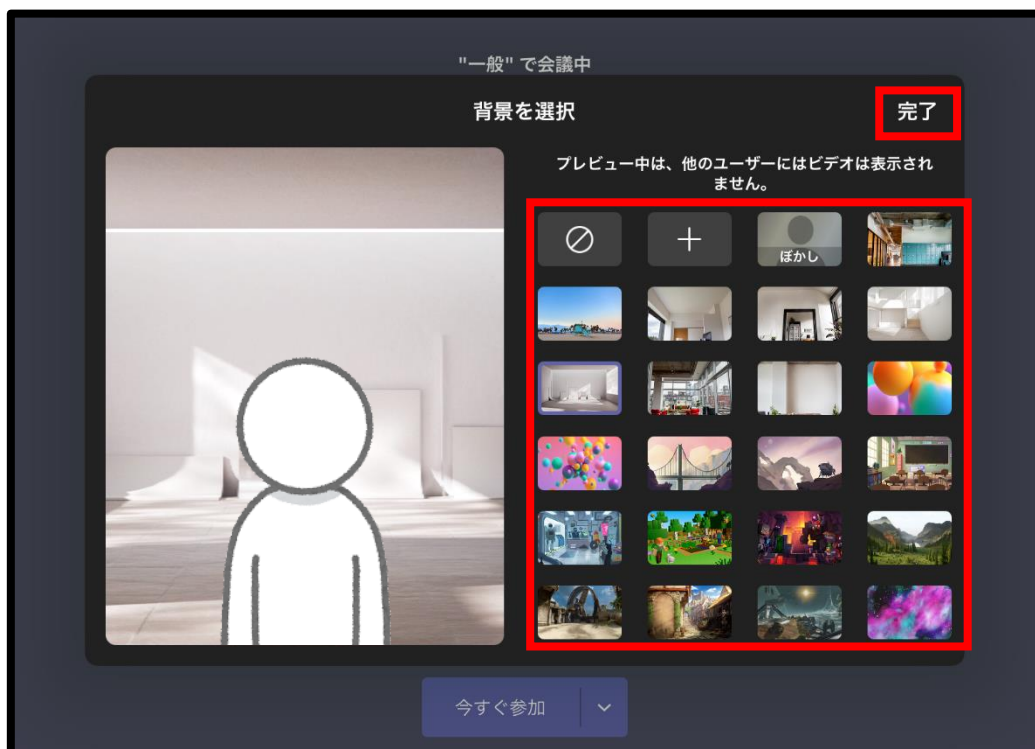 "一般" で会議中
背景を選択
完了
プレビュー中は、他のユーザーにはビデオは表示され
ません。
ぼかし
今すぐ参加